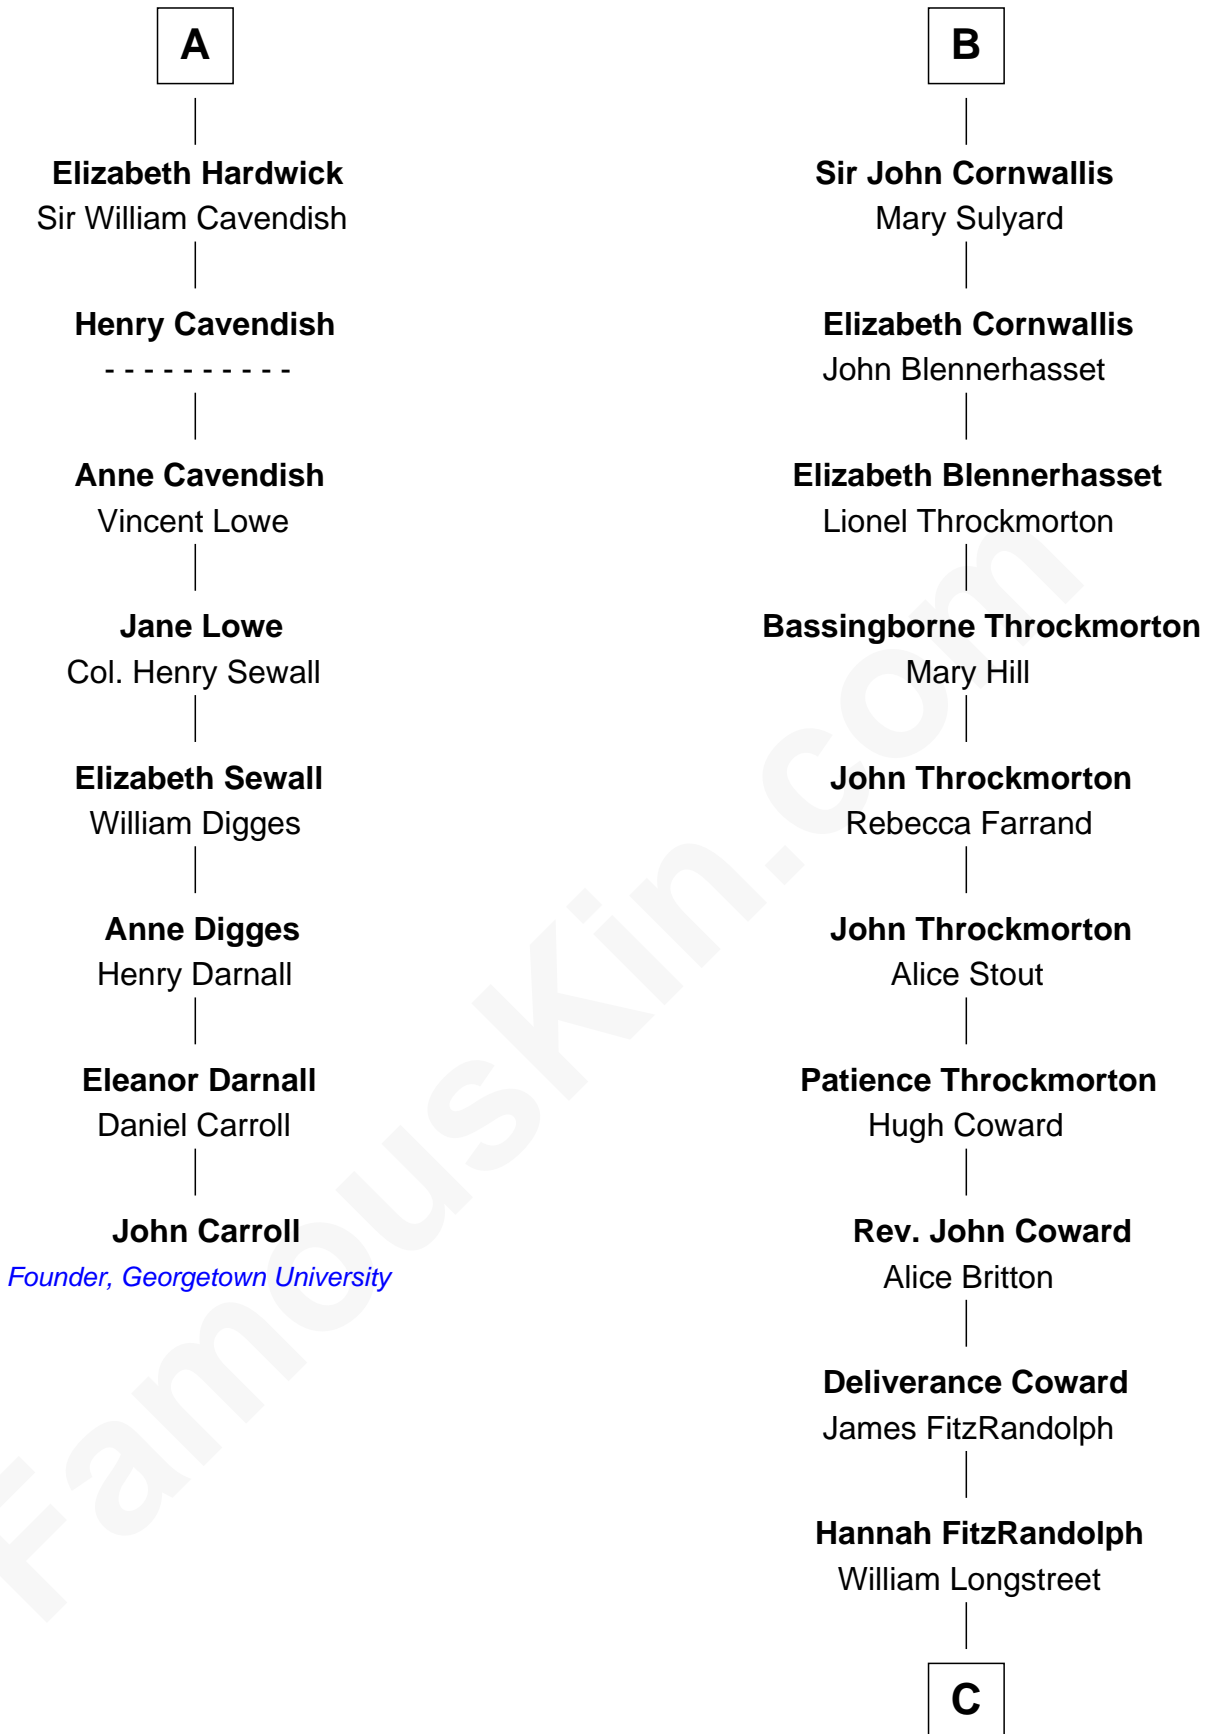 A
Elizabeth Hardwick
Sir William Cavendish
Henry Cavendish
- - - - - - - - - -
Anne Cavendish
Vincent Lowe
Jane Lowe
Col. Henry Sewall
Elizabeth Sewall
William Digges
Anne Digges
Henry Darnall
Eleanor Darnall
Daniel Carroll
John Carroll
Founder, Georgetown University
B
Sir John Cornwallis
Mary Sulyard
Elizabeth Cornwallis
John Blennerhasset
Elizabeth Blennerhasset
Lionel Throckmorton
Bassingborne Throckmorton
Mary Hill
John Throckmorton
Rebecca Farrand
John Throckmorton
Alice Stout
Patience Throckmorton
Hugh Coward
Rev. John Coward
Alice Britton
Deliverance Coward
James FitzRandolph
Hannah FitzRandolph
William Longstreet
C
FamousKin.com